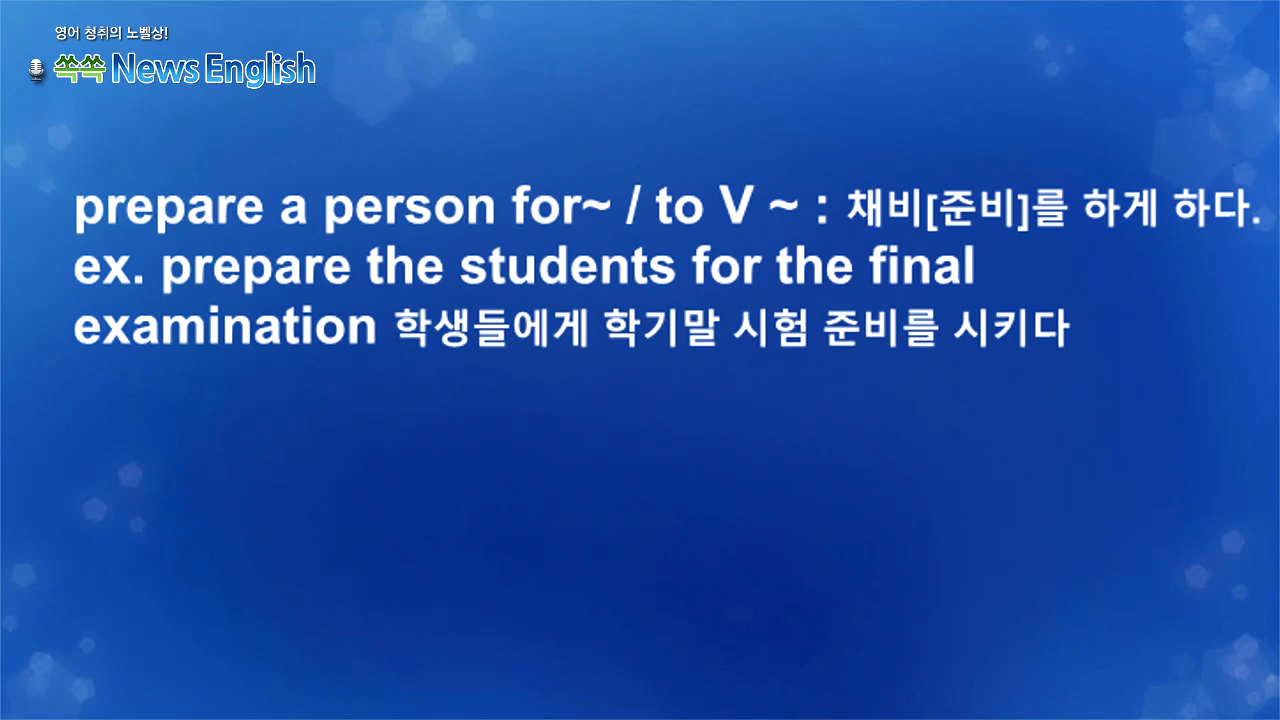 영어 청취의 노벨상!
쏙쏙 News English
prepare a person for~ / to V ~ : 채비[준비]를 하게 하다.
ex. prepare the students for the final
examination 학생들에게 학기말 시험 준비를 시키다